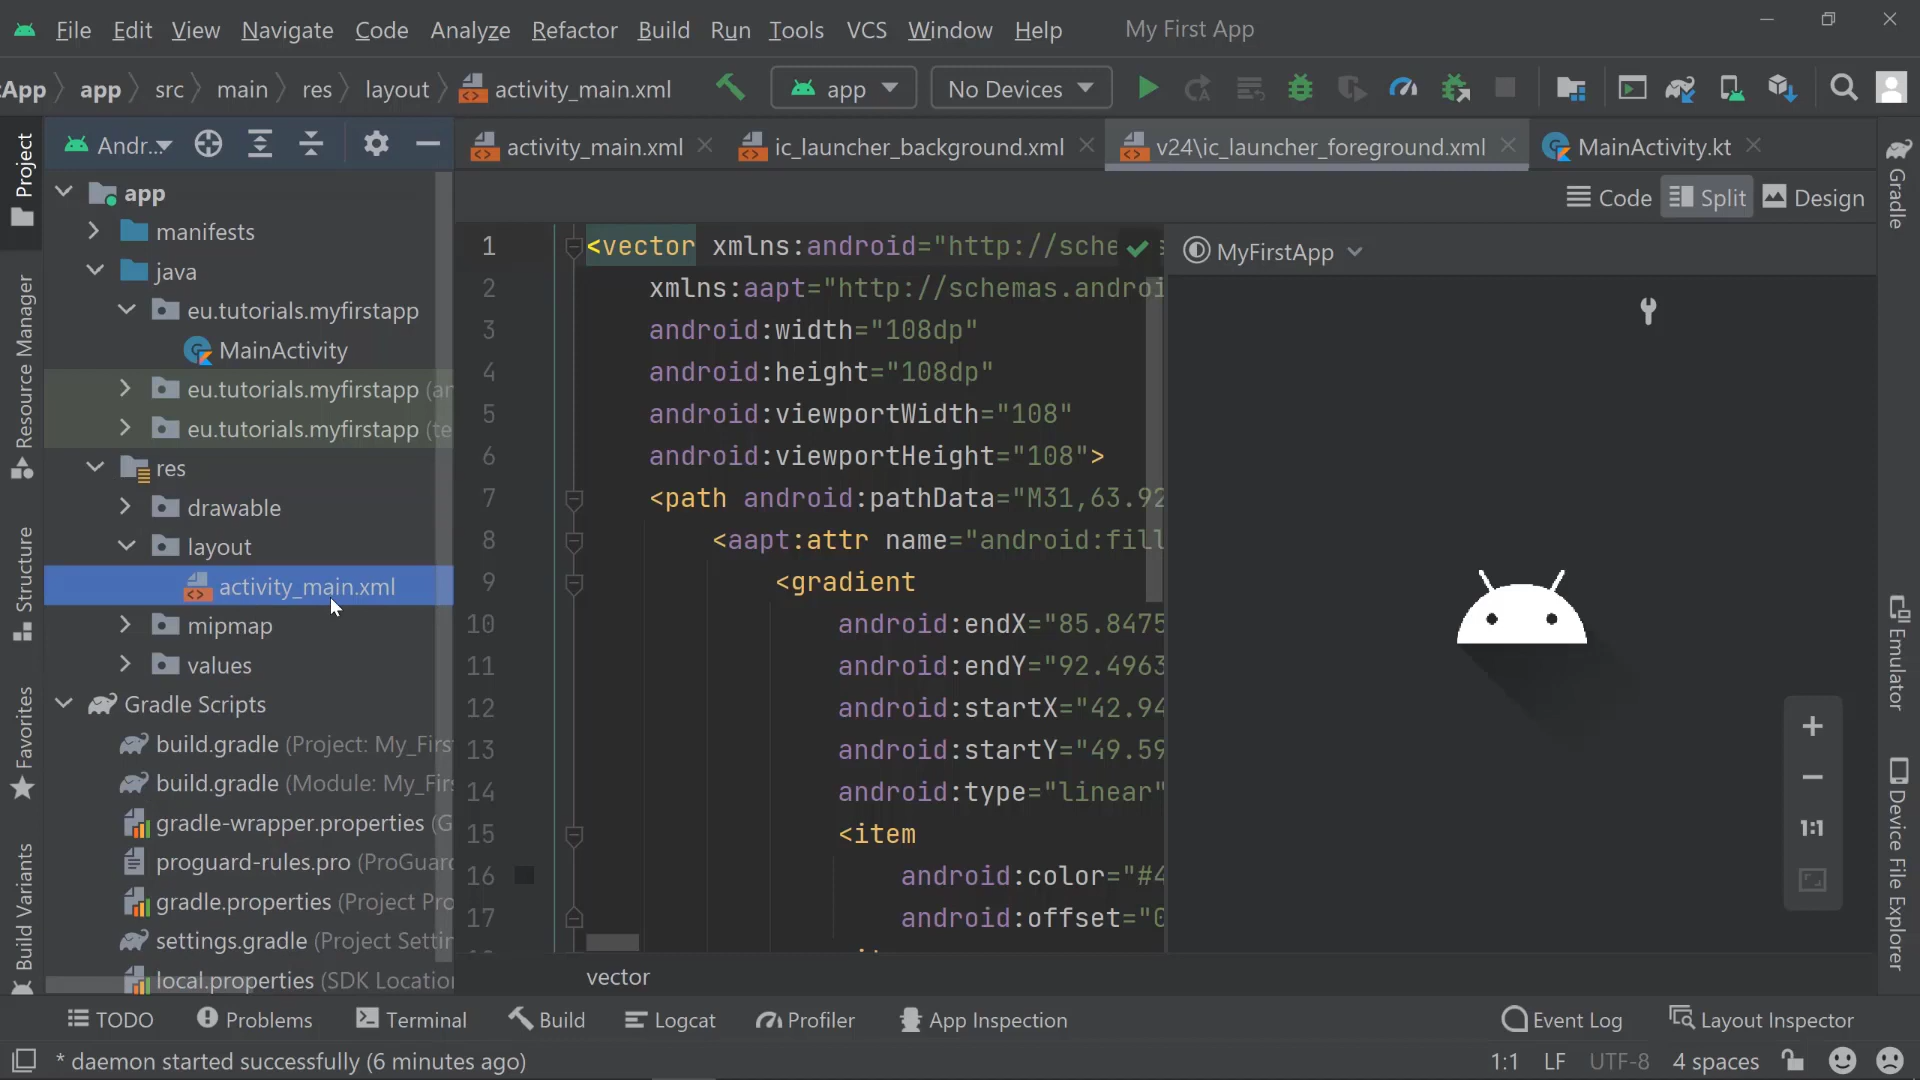 File Edit View Navigate Code Analyze Refactor Build Run Tools VCS Window Help My First App
App app src main res layout activity_main.xml app No Devices
Andr... activity_main.xml ic_launcher_background.xml v24\ic_launcher_foreground.xml MainActivity.kt
Code Split Design
MyFirstApp
Project
Resource Manager
Structure
Favorites
Build Variants
app
manifests
java
eu.tutorials.myfirstapp
MainActivity
eu.tutorials.myfirstapp (ar
eu.tutorials.myfirstapp (te
res
drawable
layout
activity_main.xml
mipmap
values
Gradle Scripts
build.gradle (Project: My_Firs
build.gradle (Module: My_Firs
gradle-wrapper.properties (G
proguard-rules.pro (ProGuard
gradle.properties (Project Pro
settings.gradle (Project Settin
local.properties (SDK Location
1 <vector xmlns:android="http://sche
2 xmlns:aapt="http://schemas.androi
3 android:width="108dp"
4 android:height="108dp"
5 android:viewportWidth="108"
6 android:viewportHeight="108">
7 <path android:pathData="M31,63.92
8 <aapt:attr name="android:fill
9 <gradient
10 android:endX="85.8475
11 android:endY="92.4963
12 android:startX="42.94
13 android:startY="49.59
14 android:type="linear"
15 <item
16 android:color="#4
17 android:offset="0
vector
1:1
Gradle
Emulator
Device File Explorer
TODO Problems Terminal Build Logcat Profiler App Inspection Event Log Layout Inspector
* daemon started successfully (6 minutes ago) 1:1 LF UTF-8 4 spaces